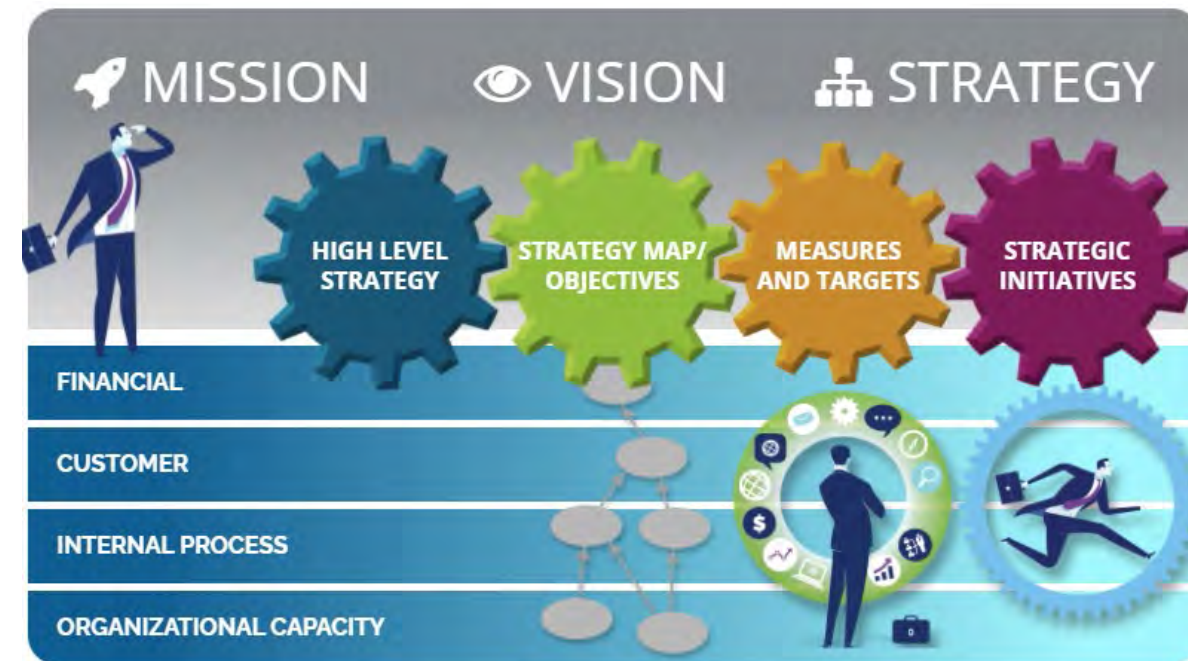 MISSION
VISION
STRATEGY
HIGH LEVEL
STRATEGY
STRATEGY MAP/
OBJECTIVES
MEASURES
AND TARGETS
STRATEGIC
INITIATIVES
FINANCIAL
CUSTOMER
INTERNAL PROCESS
ORGANIZATIONAL CAPACITY
$